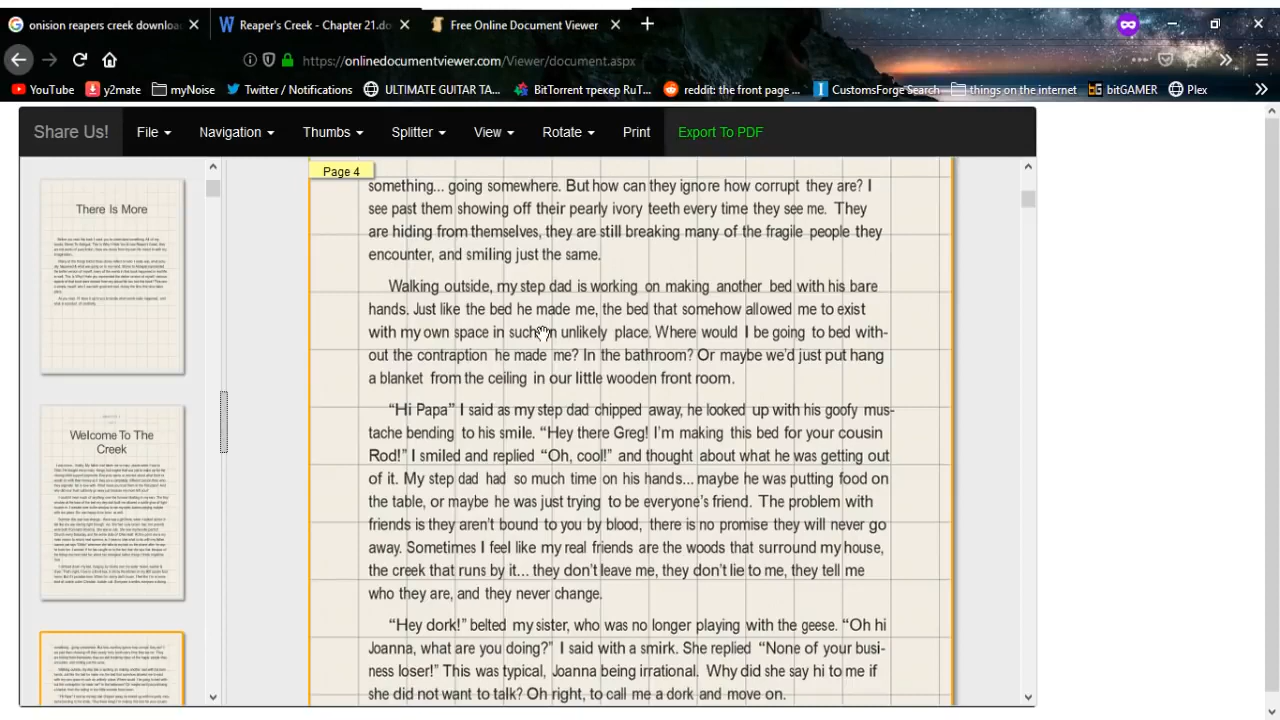 onision reapers creek downloa
Reaper's Creek - Chapter 21.do
Free Online Document Viewer
https://onlinedocumentviewer.com/Viewer/document.aspx
YouTube
y2mate
myNoise
Twitter / Notifications
ULTIMATE GUITAR TA...
BitTorrent трекер RuT...
reddit: the front page ...
CustomsForge Search
things on the internet
bitGAMER
Plex
Share Us!
File
Navigation
Thumbs
Splitter
View
Rotate
Print
Export To PDF
There Is More
Welcome To The
Creek
Page 4
something... going somewhere. But how can they ignore how corrupt they are? I
see past them showing off their pearly ivory teeth every time they see me. They
are hiding from themselves, they are still breaking many of the fragile people they
encounter, and smiling just the same.
Walking outside, my step dad is working on making another bed with his bare
hands. Just like the bed he made me, the bed that somehow allowed me to exist
with my own space in such an unlikely place. Where would I be going to bed with-
out the contraption he made me? In the bathroom? Or maybe we'd just put hang
a blanket from the ceiling in our little wooden front room.
“Hi Papa” I said as my step dad chipped away, he looked up with his goofy mus-
tache bending to his smile. “Hey there Greg! I'm making this bed for your cousin
Rod!” I smiled and replied “Oh, cool!” and thought about what he was getting out
of it. My step dad had so much time on his hands... maybe he was putting food on
the table, or maybe he was just trying to be everyone's friend. The problem with
friends is they aren't bound to you by blood, there is no promise they will never go
away. Sometimes I feel like my real friends are the woods that surround my house,
the creek that runs by it... they don't leave me, they don't lie to me, they tell me
who they are, and they never change.
“Hey dork!” belted my sister, who was no longer playing with the geese. “Oh hi
Joanna, what are you doing?” I said with a smirk. She replied “None of your busi-
ness loser!” This was typical, Joanna being irrational. Why did she say hi to me if
she did not want to talk? Oh right, to call me a dork and move on.